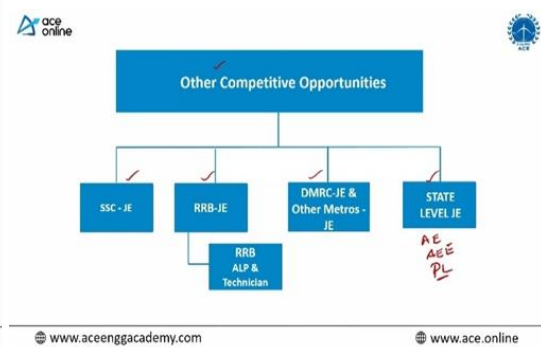 ace
online
ACE
Other Competitive Opportunities
SSC - JE
RRB-JE
DMRC-JE &
Other Metros -
JE
STATE
LEVEL JE
RRB
ALP &
Technician
AE
AEE
PL
www.aceenggacademy.com
www.ace.online